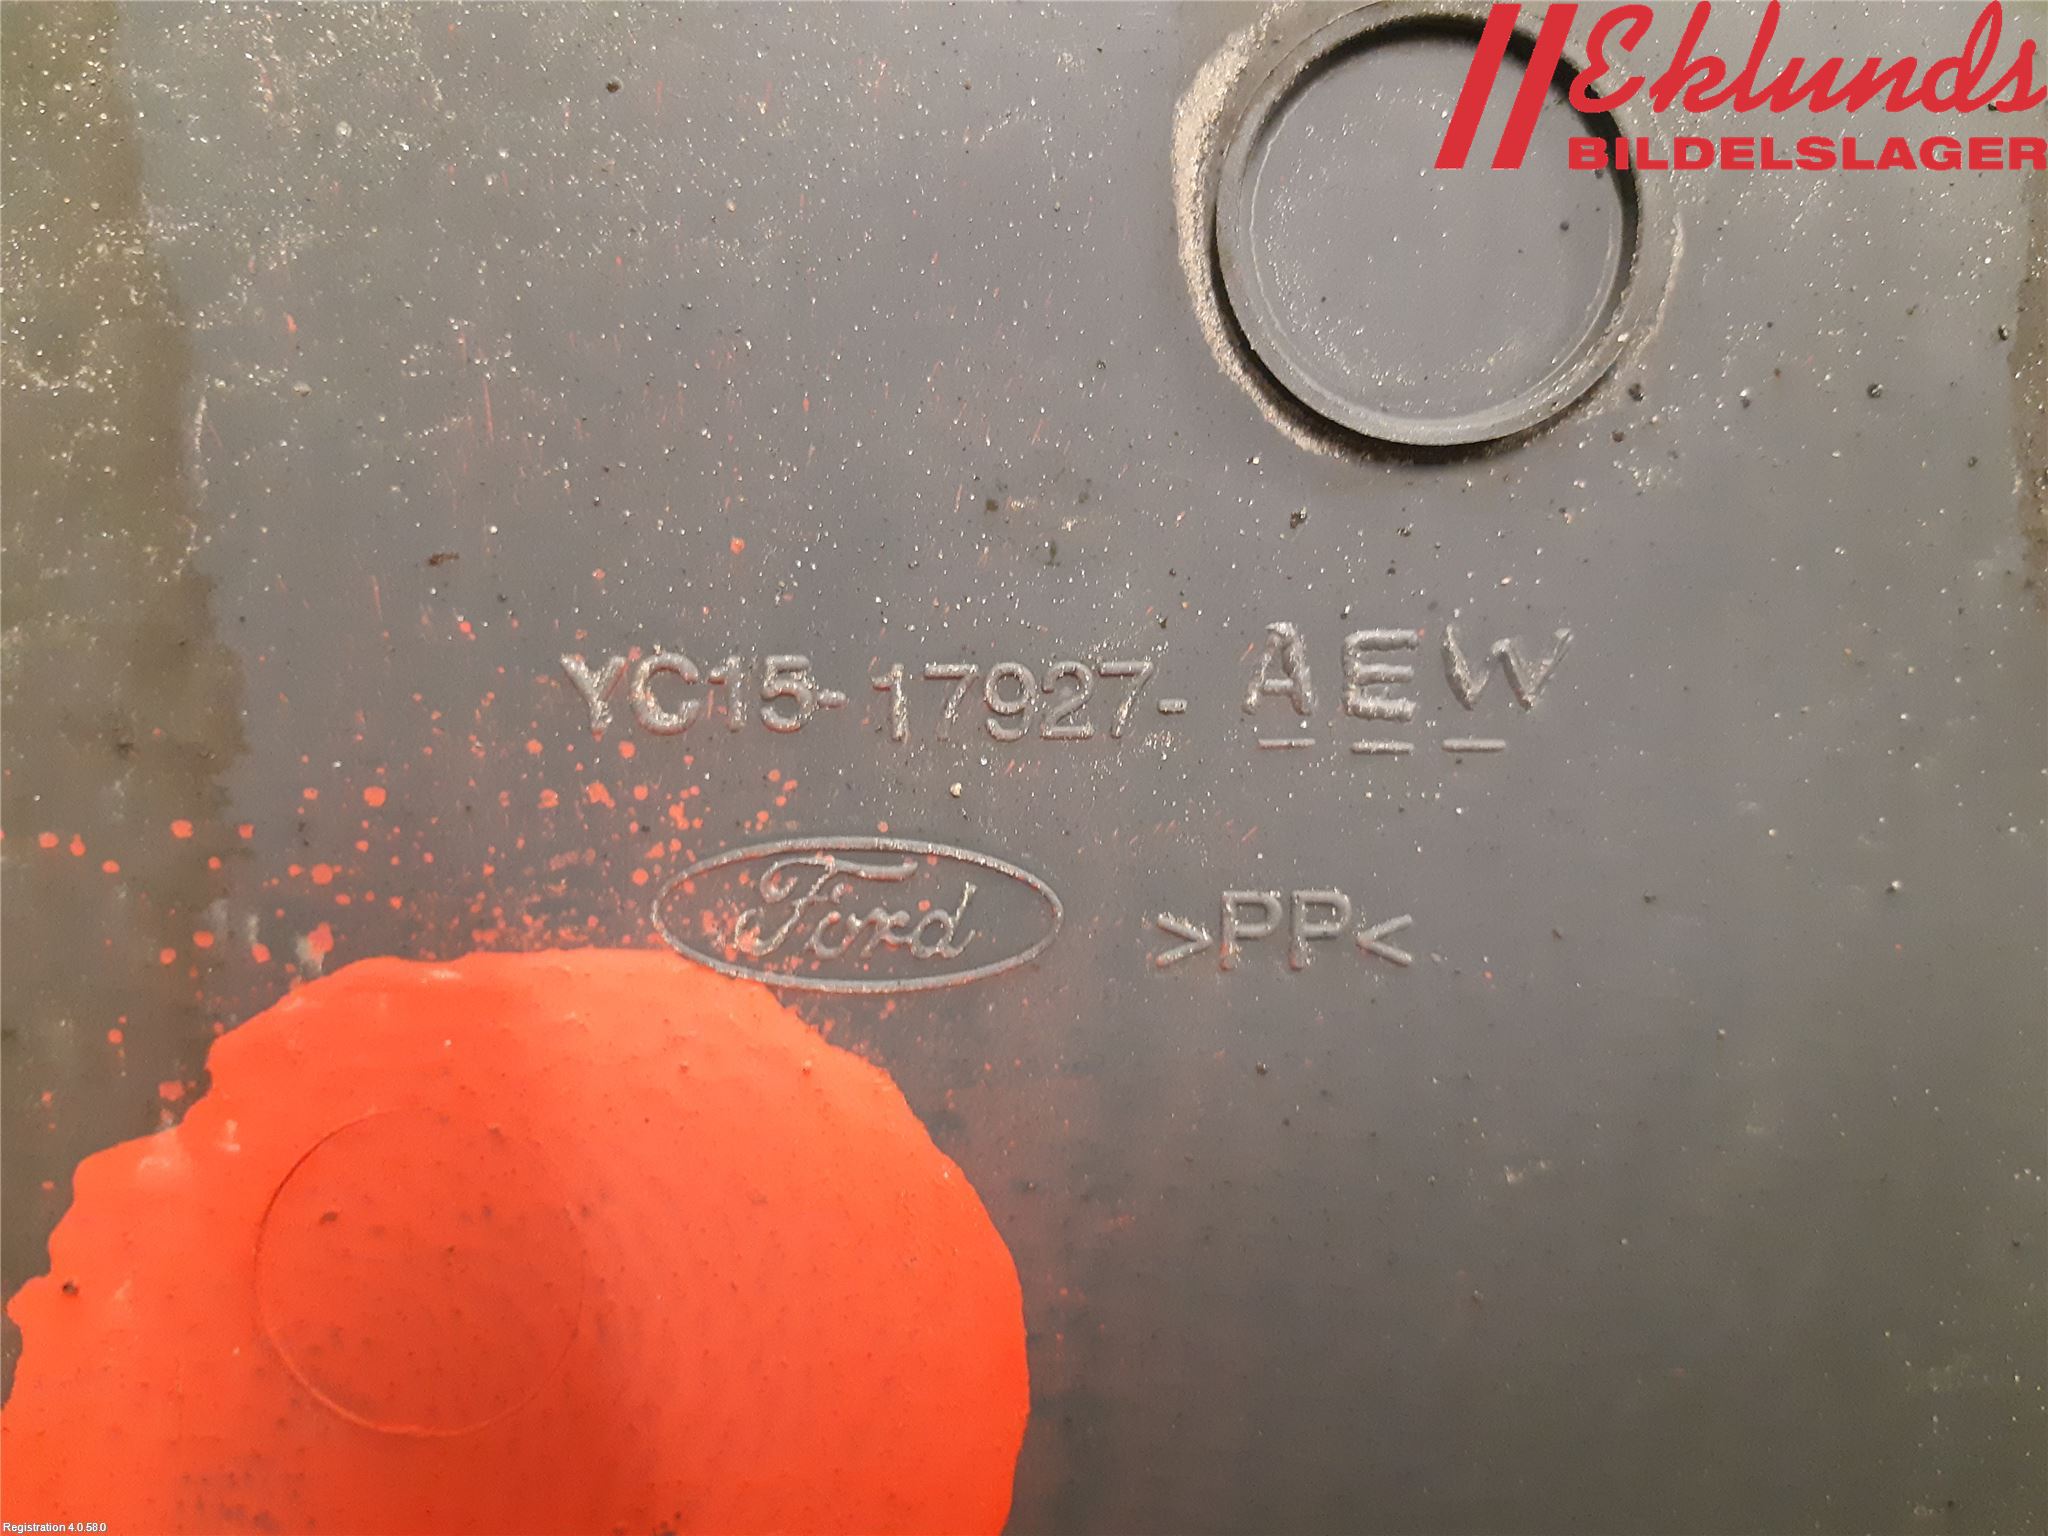 Eklunds
BILDELSLAGER
YC15-17927-AEW
Ford
>PP<
Registration 4.0.58.0